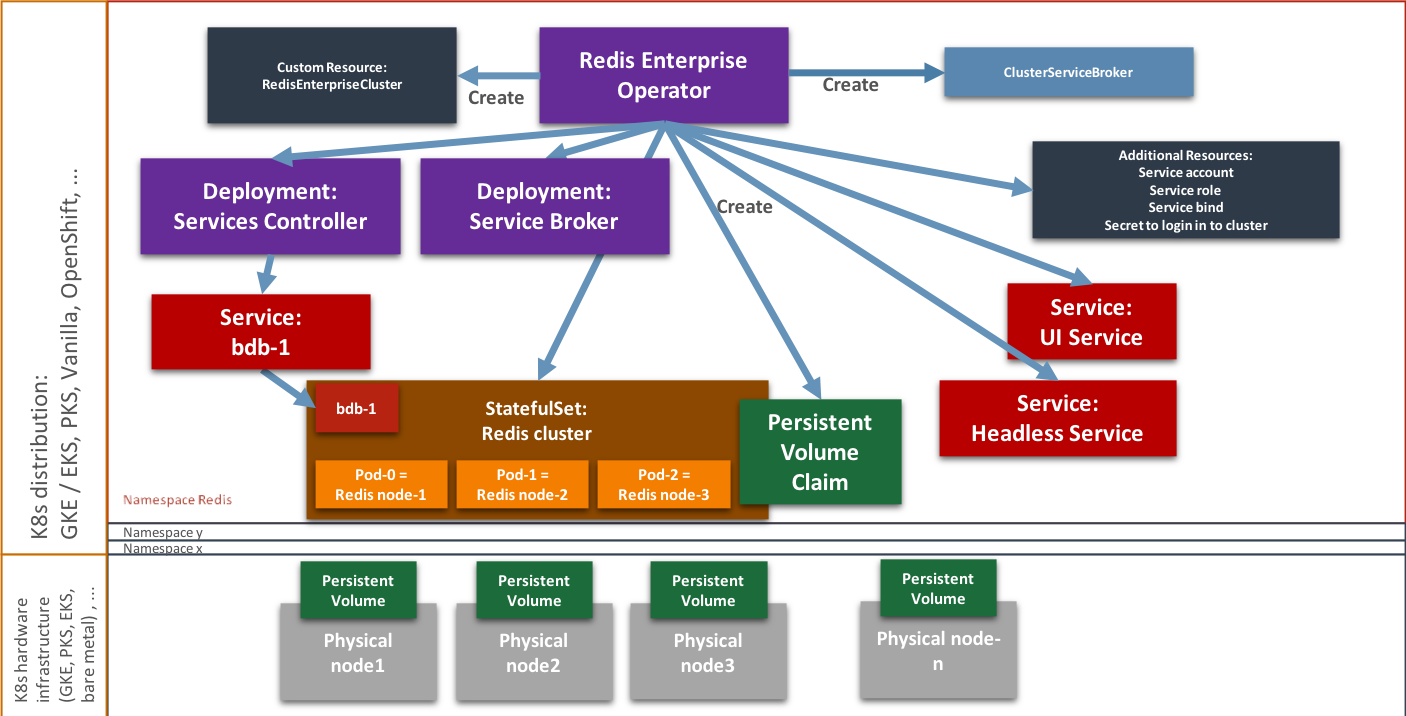 K8s distribution:
GKE / EKS, PKS, Vanilla, OpenShift, ...
Custom Resource:
RedisEnterpriseCluster
Create
Redis Enterprise
Operator
Create
ClusterServiceBroker
Deployment:
Services Controller
Deployment:
Service Broker
Create
Additional Resources:
Service account
Service role
Service bind
Secret to login in to cluster
Service:
bdb-1
Service:
UI Service
bdb-1
StatefulSet:
Redis cluster
Pod-0 =
Redis node-1
Pod-1 =
Redis node-2
Pod-2 =
Redis node-3
Persistent
Volume
Claim
Service:
Headless Service
Namespace Redis
Namespace y
Namespace x
K8s hardware
infrastructure
(GKE, PKS, EKS,
bare metal) , ...
Persistent
Volume
Physical
node1
Persistent
Volume
Physical
node2
Persistent
Volume
Physical
node3
Persistent
Volume
Physical node-
n